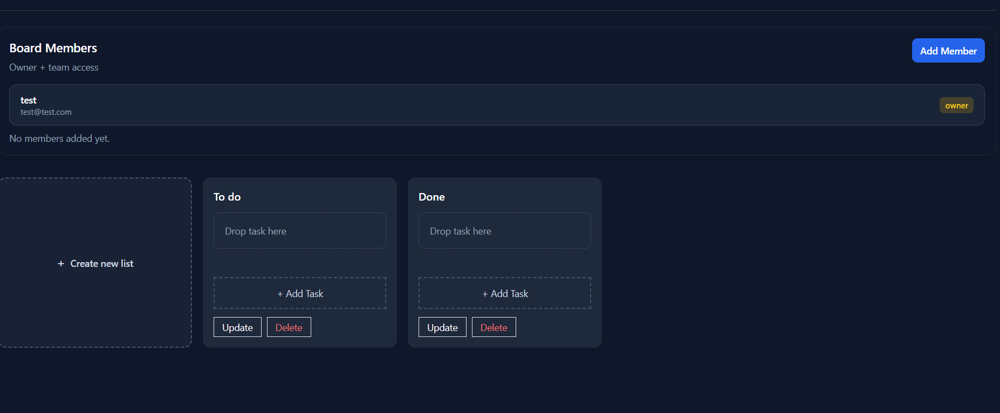 Board Members
Add Member
Owner + team access
test
test@test.com
owner
No members added yet.
+ Create new list
To do
Drop task here
+ Add Task
Update Delete
Done
Drop task here
+ Add Task
Update Delete